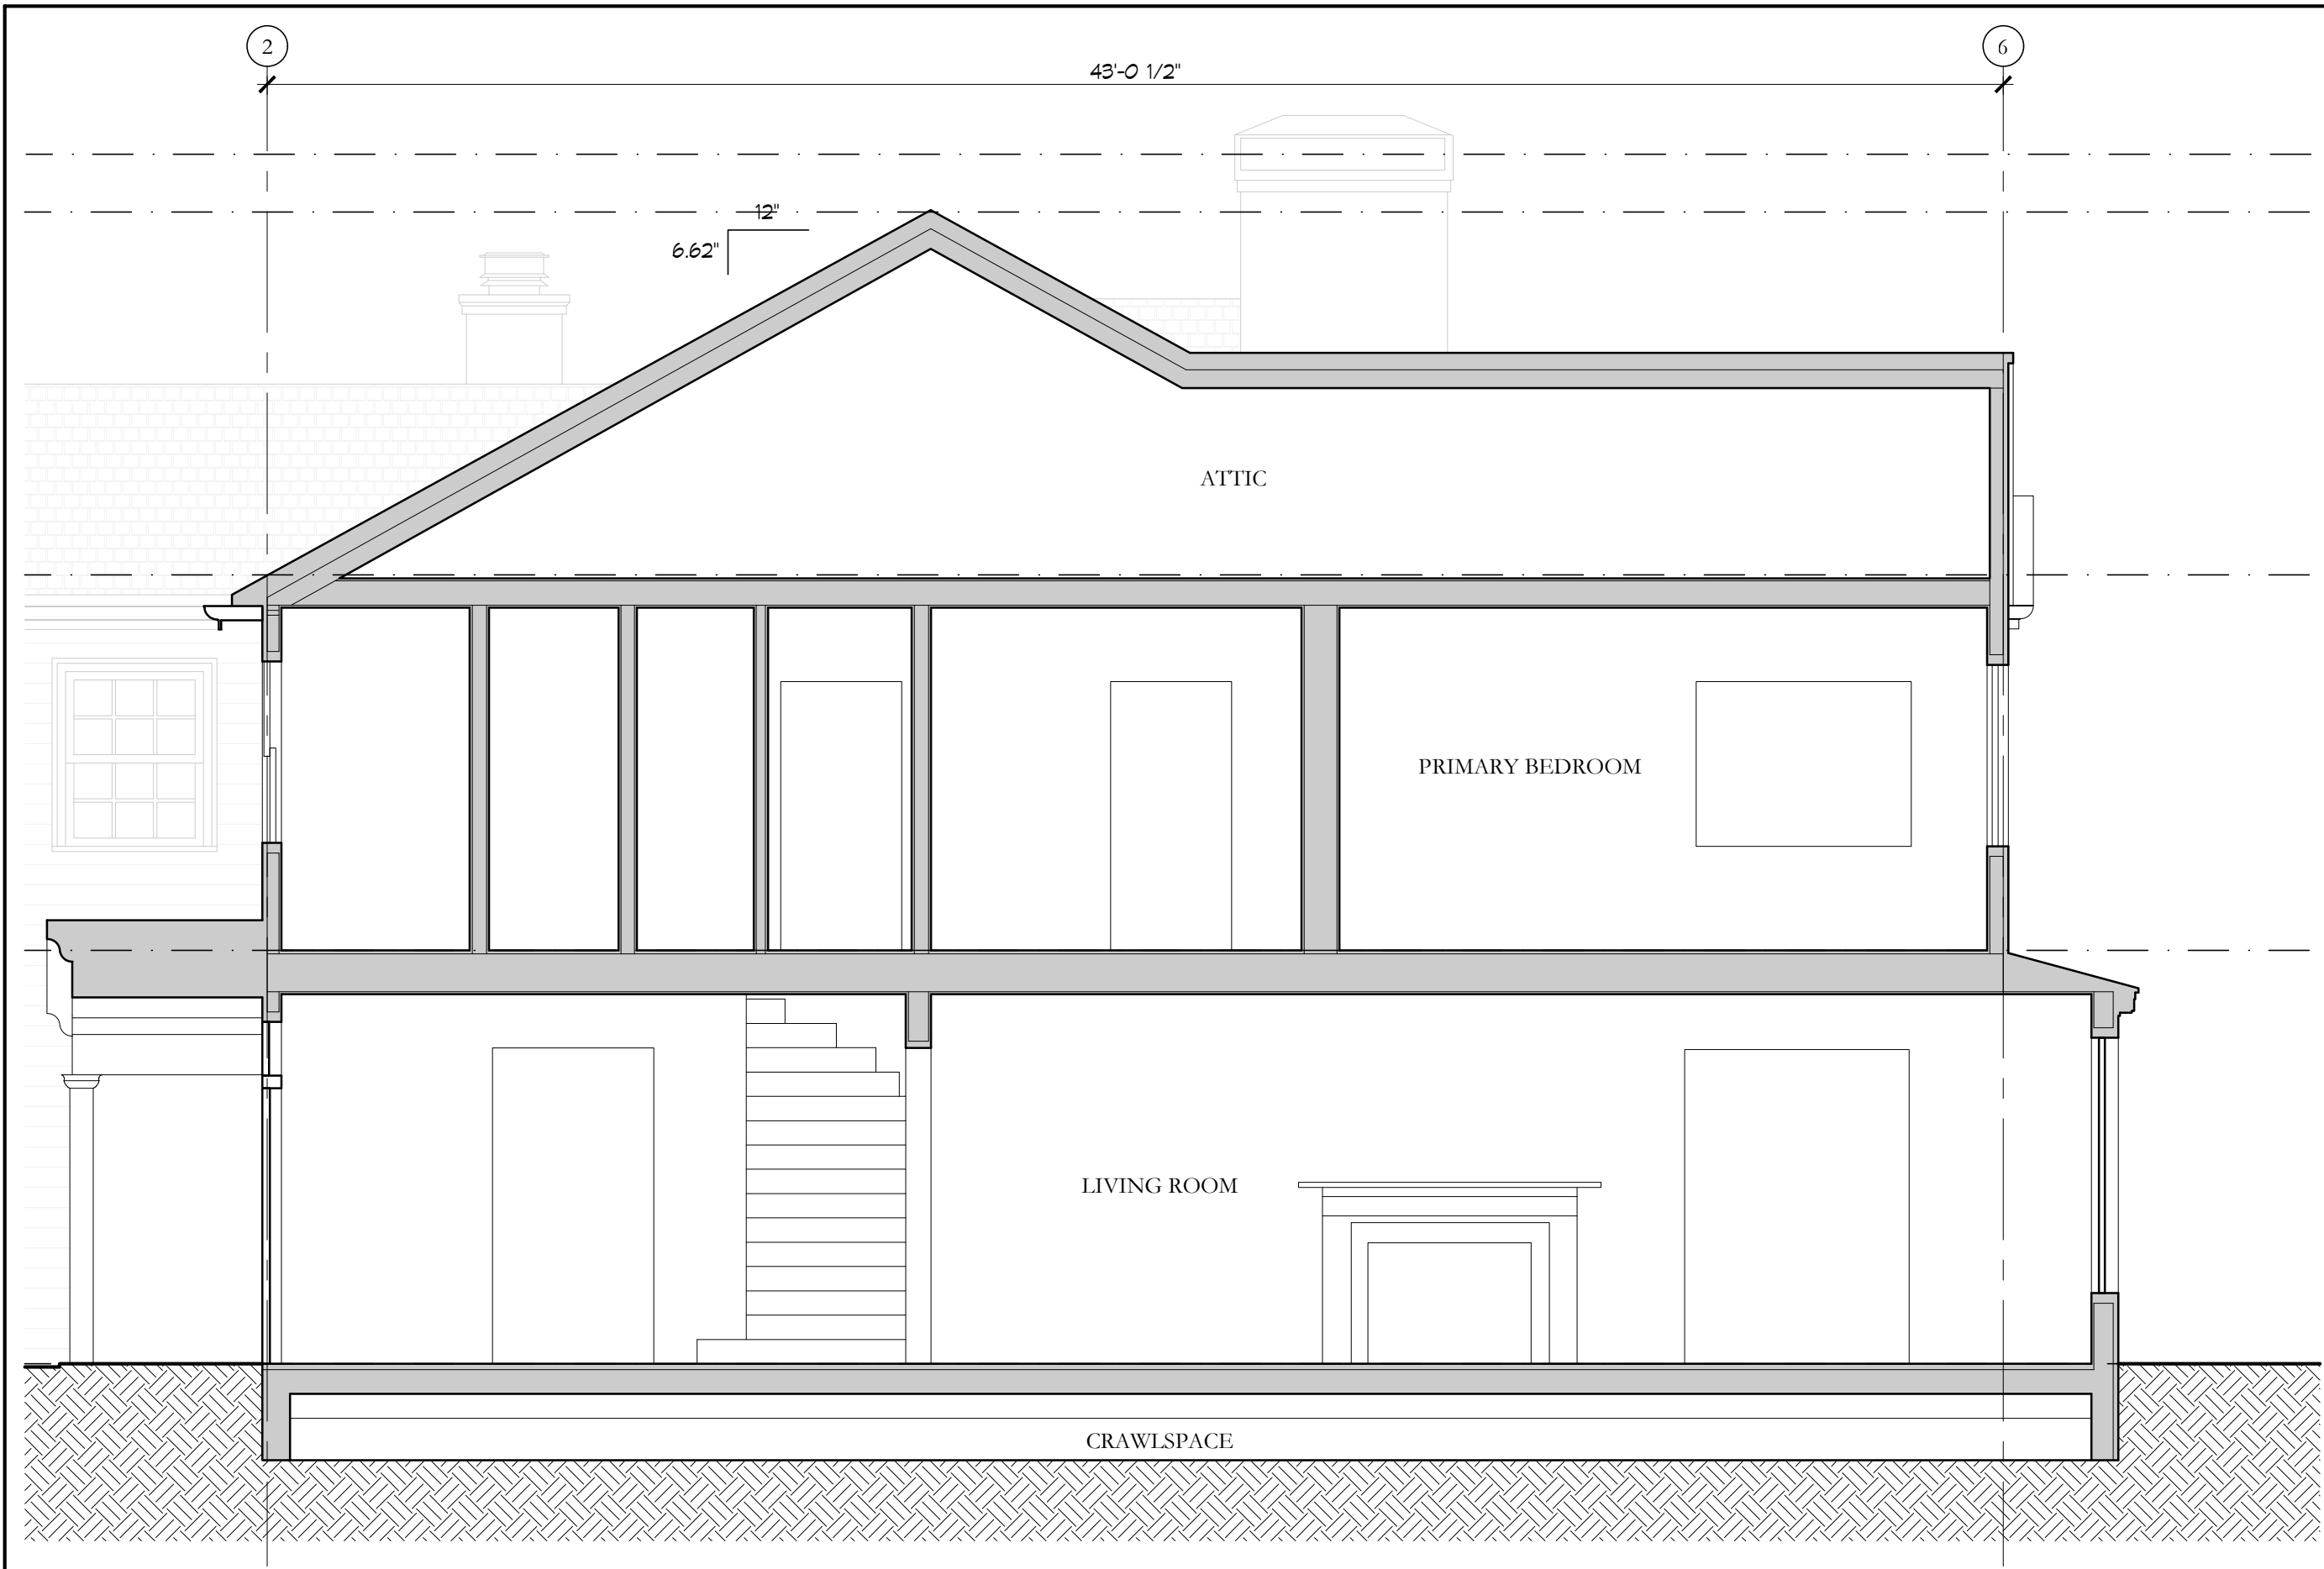 2
6
43'-0 1/2"
12"
6.62"
ATTIC
PRIMARY BEDROOM
LIVING ROOM
CRAWLSPACE